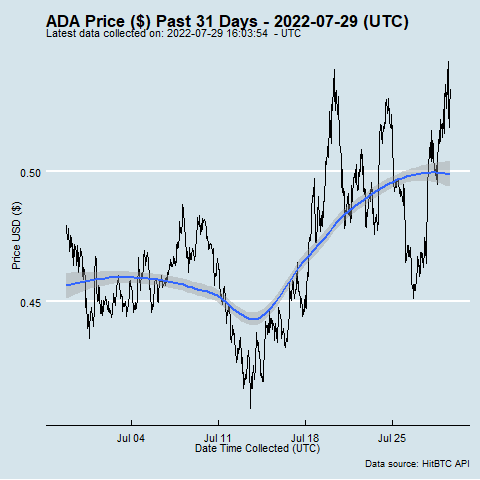 ADA Price ($) Past 31 Days - 2022-07-29 (UTC)
Latest data collected on: 2022-07-29 16:03:54 - UTC
Price USD ($)
0.50
0.45
Jul 04 Jul 11 Jul 18 Jul 25
Date Time Collected (UTC)
Data source: HitBTC API